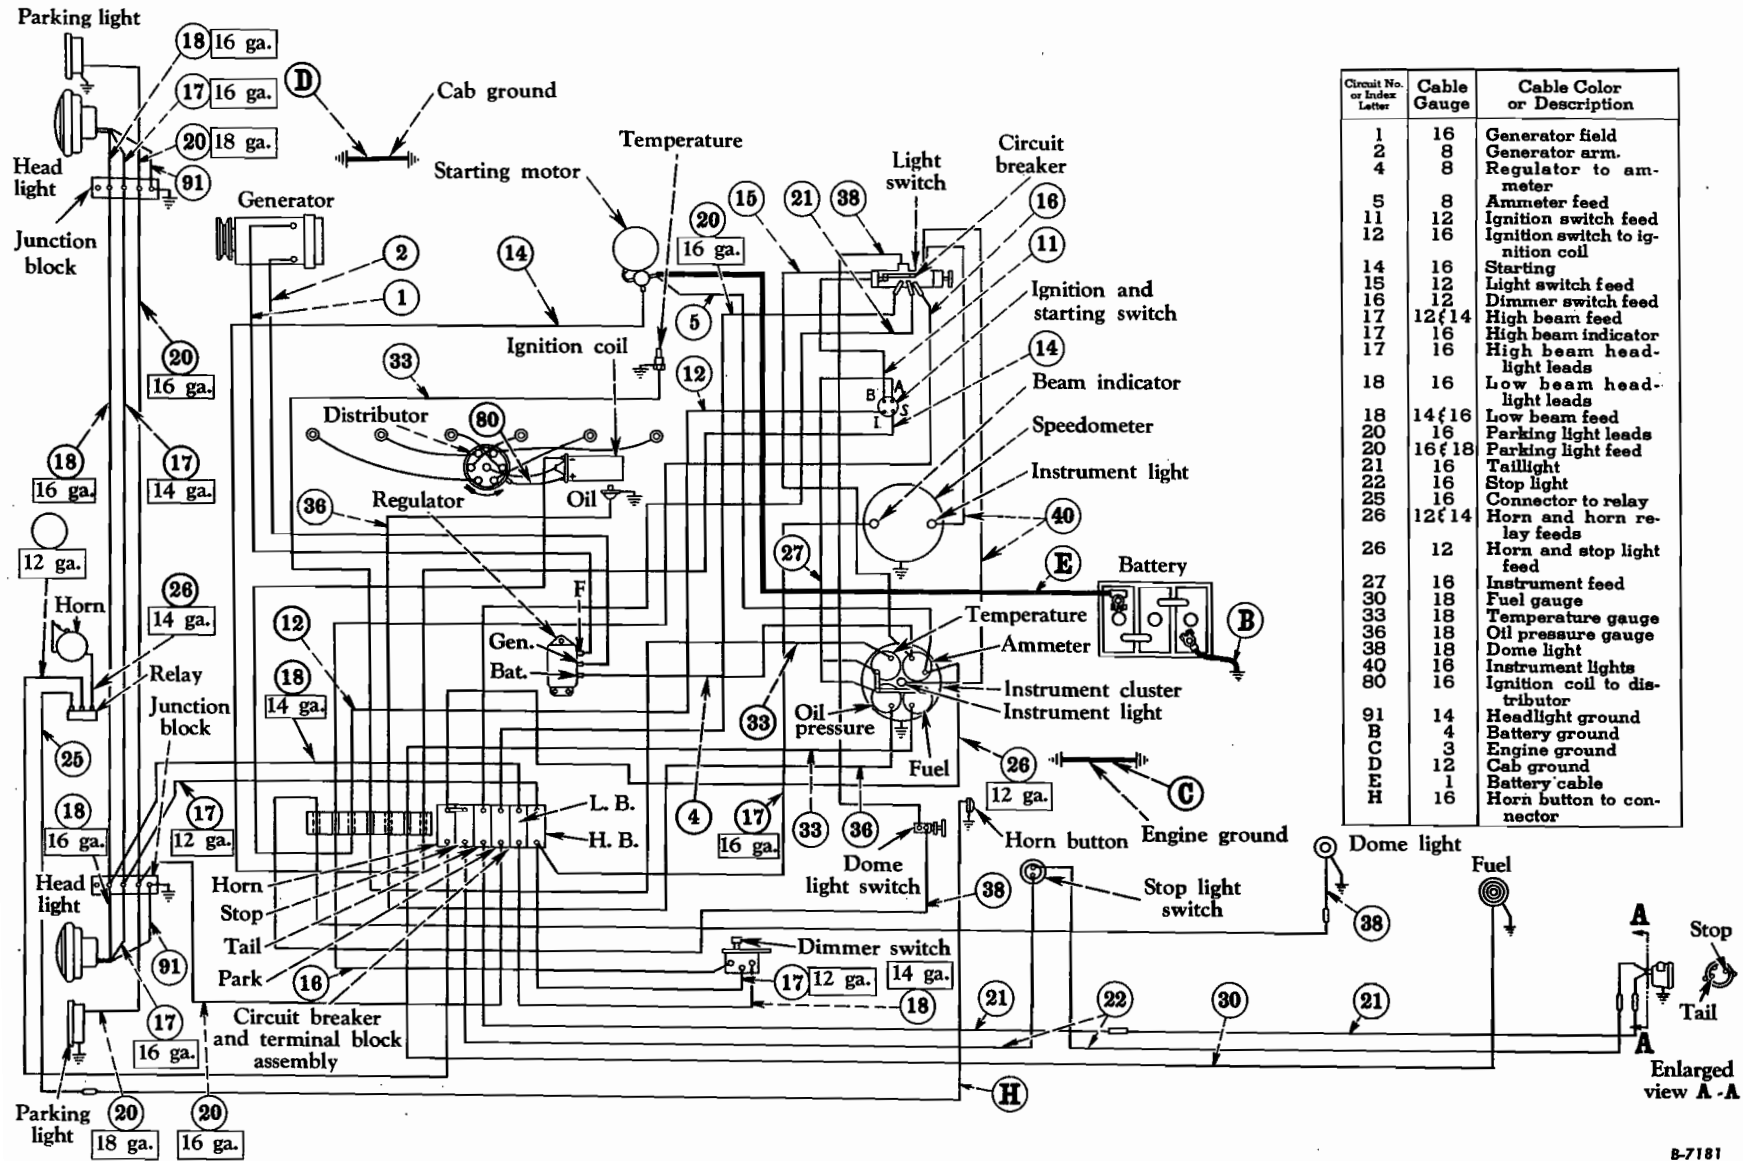 Parking light
18 16 ga.
17 16 ga.
20 18 ga.
91
D
Cab ground
Head
light
Junction
block
Generator
2
1
14
Starting motor
Temperature
20
16 ga.
5
15
21
38
Light
switch
Circuit
breaker
16
11
Ignition and
starting switch
14
Beam indicator
Speedometer
Instrument light
40
20
16 ga.
33
Ignition coil
12
A
B
S
I
Distributor
80
+
-
18
16 ga.
17
14 ga.
36
Regulator
Oil
27
E
Battery
B
12 ga.
26
14 ga.
Horn
Relay
Junction
block
25
12
18
14 ga.
F
Gen.
Bat.
Temperature
Ammeter
Instrument cluster
Instrument light
33
Oil
pressure
Fuel
26
12 ga.
C
Engine ground
18
16 ga.
17
12 ga.
L. B.
H. B.
4
17
16 ga.
33
36
Dome
light switch
Horn button
38
Stop light
switch
Dome light
38
Fuel
Head
light
Horn
Stop
Tail
Park
16
Circuit breaker
and terminal block
assembly
91
17
16 ga.
Dimmer switch
17 12 ga.
14 ga.
18
21
22
30
21
A
A
Stop
Tail
Enlarged
view A-A
H
Parking
light
20
18 ga.
20
16 ga.
Circuit No. or Index Letter Cable Gauge Cable Color or Description
1 16 Generator field
2 8 Generator arm.
4 8 Regulator to am-
meter
5 8 Ammeter feed
11 12 Ignition switch feed
12 16 Ignition switch to ig-
nition coil
14 16 Starting
15 12 Light switch feed
16 12 Dimmer switch feed
17 12 & 14 High beam feed
17 16 High beam indicator
17 16 High beam head-
light leads
18 16 Low beam head-
light leads
18 14 & 16 Low beam feed
20 16 Parking light leads
20 16 & 18 Parking light feed
21 16 Taillight
22 16 Stop light
25 16 Connector to relay
26 12 & 14 Horn and horn re-
lay feeds
26 12 Horn and stop light
feed
27 16 Instrument feed
30 18 Fuel gauge
33 18 Temperature gauge
36 18 Oil pressure gauge
38 18 Dome light
40 16 Instrument lights
80 16 Ignition coil to dis-
tributor
91 14 Headlight ground
B 4 Battery ground
C 3 Engine ground
D 12 Cab ground
E 1 Battery cable
H 16 Horn button to con-
nector
B-7181